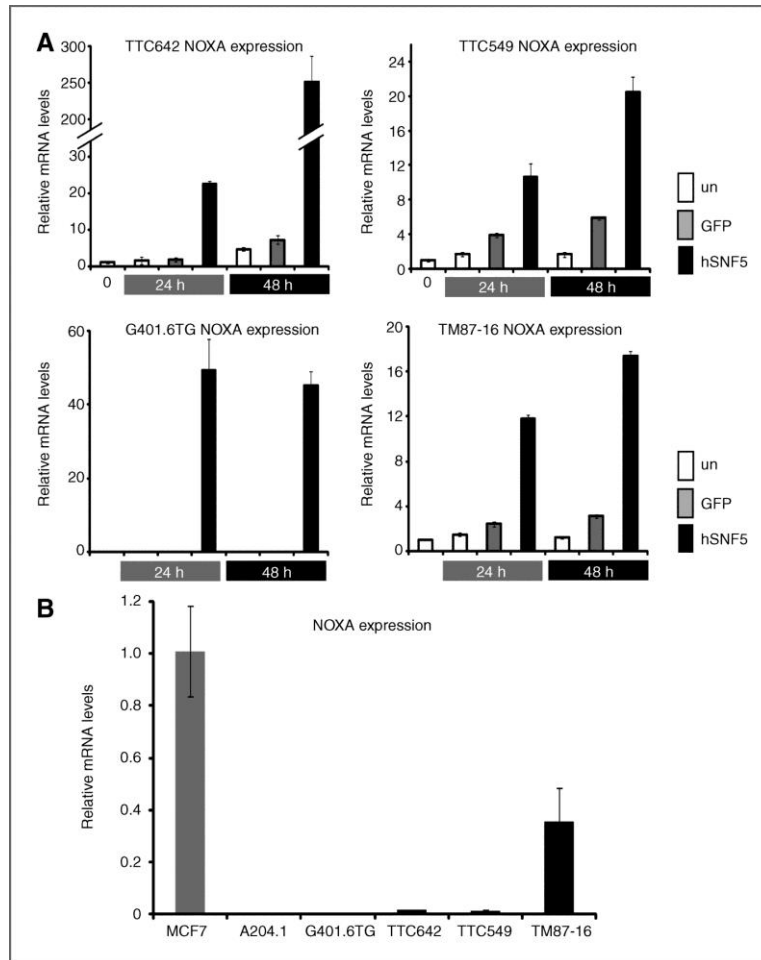 A
TTC642 NOXA expression
Relative mRNA levels
300
250
200
30
20
10
0
0
24 h
48 h
TTC549 NOXA expression
Relative mRNA levels
24
20
16
12
8
4
0
0
24 h
48 h
un
GFP
hSNF5
G401.6TG NOXA expression
Relative mRNA levels
60
40
20
0
24 h
48 h
TM87-16 NOXA expression
Relative mRNA levels
20
16
12
8
4
0
24 h
48 h
un
GFP
hSNF5
B
NOXA expression
Relative mRNA levels
1.2
1.0
0.8
0.6
0.4
0.2
0
MCF7 A204.1 G401.6TG TTC642 TTC549 TM87-16